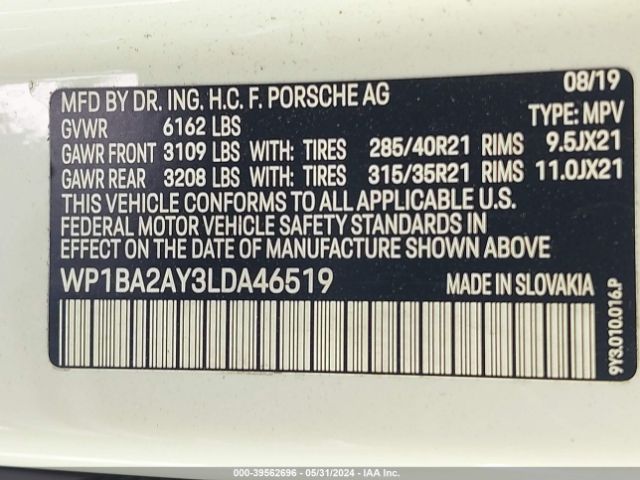 MFD BY DR. ING. H.C. F. PORSCHE AG 08/19
GVWR 6162 LBS TYPE: MPV
GAWR FRONT 3109 LBS WITH: TIRES 285/40R21 RIMS 9.5JX21
GAWR REAR 3208 LBS WITH: TIRES 315/35R21 RIMS 11.0JX21
THIS VEHICLE CONFORMS TO ALL APPLICABLE U.S.
FEDERAL MOTOR VEHICLE SAFETY STANDARDS IN
EFFECT ON THE DATE OF MANUFACTURE SHOWN ABOVE
WP1BA2AY3LDA46519 MADE IN SLOVAKIA
9Y3.010.016.P
000-39562696 - 05/31/2024 - IAAI.COM